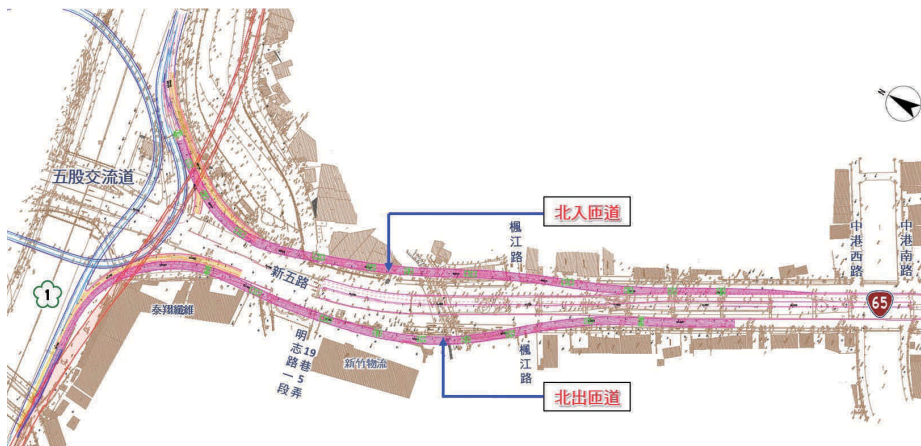 N
五股交流道
北入匝道
楓江路
中港西路
中港南路
新五路
1
65
泰翔纖維
明志路一段
19巷5弄
新竹物流
楓江路
北出匝道